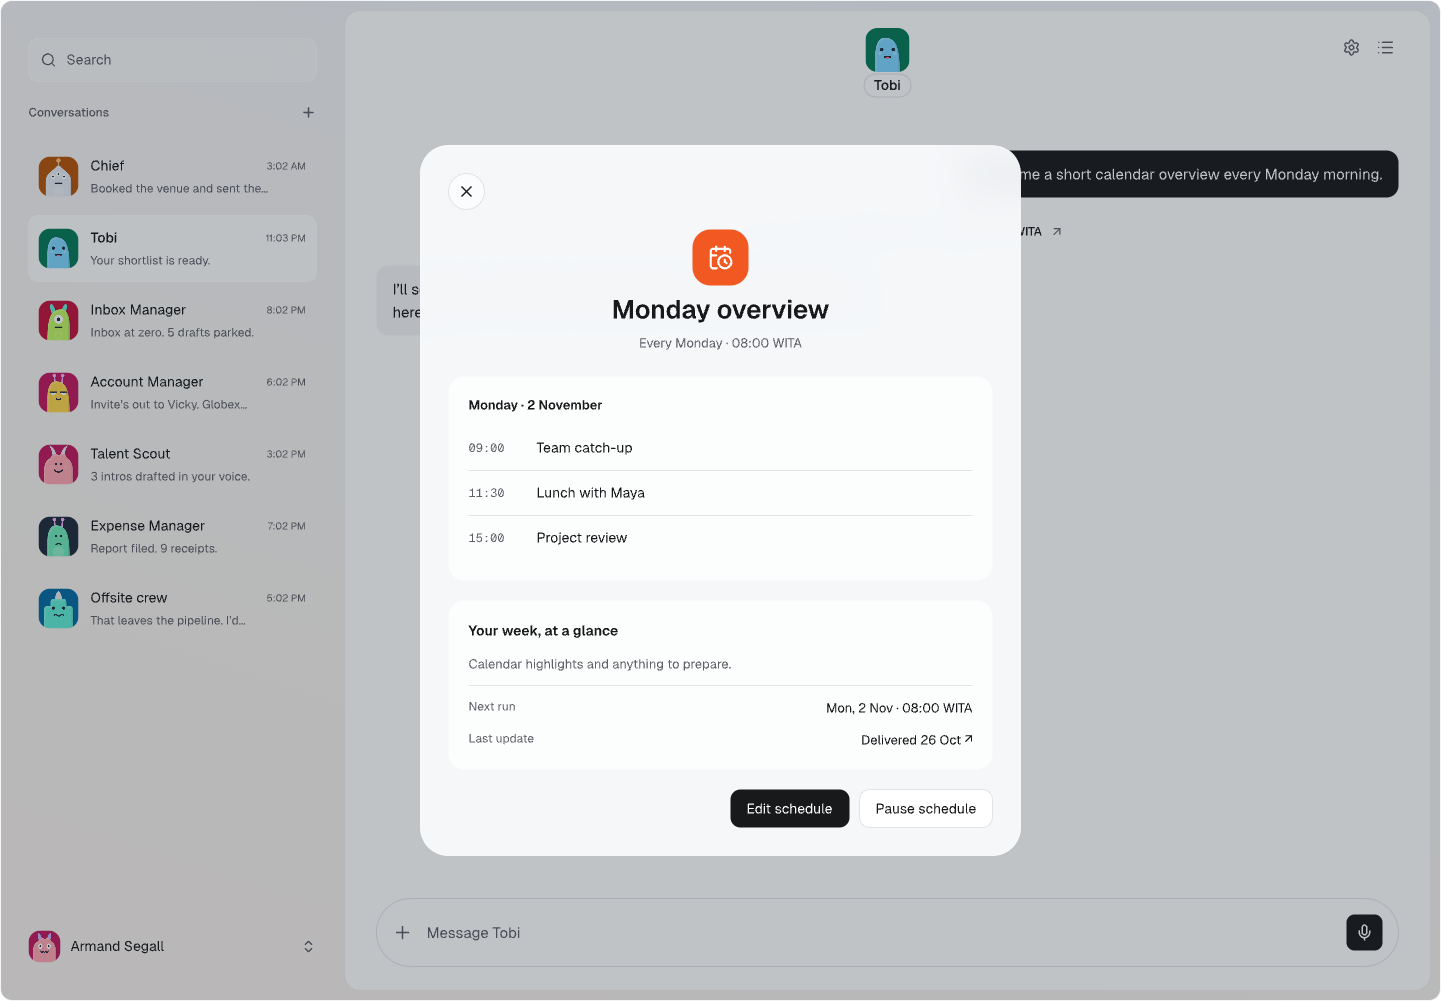 Search
Conversations
Chief
3:02 AM
Booked the venue and sent the...
Tobi
11:03 PM
Your shortlist is ready.
Inbox Manager
8:02 PM
Inbox at zero. 5 drafts parked.
Account Manager
6:02 PM
Invite's out to Vicky. Globex...
Talent Scout
3:02 PM
3 intros drafted in your voice.
Expense Manager
7:02 PM
Report filed. 9 receipts.
Offsite crew
5:02 PM
That leaves the pipeline. I'd...
Armand Segall
Tobi
me a short calendar overview every Monday morning.
WITA
I'll s
here
Monday overview
Every Monday · 08:00 WITA
Monday · 2 November
09:00 Team catch-up
11:30 Lunch with Maya
15:00 Project review
Your week, at a glance
Calendar highlights and anything to prepare.
Next run
Mon, 2 Nov · 08:00 WITA
Last update
Delivered 26 Oct
Edit schedule
Pause schedule
Message Tobi